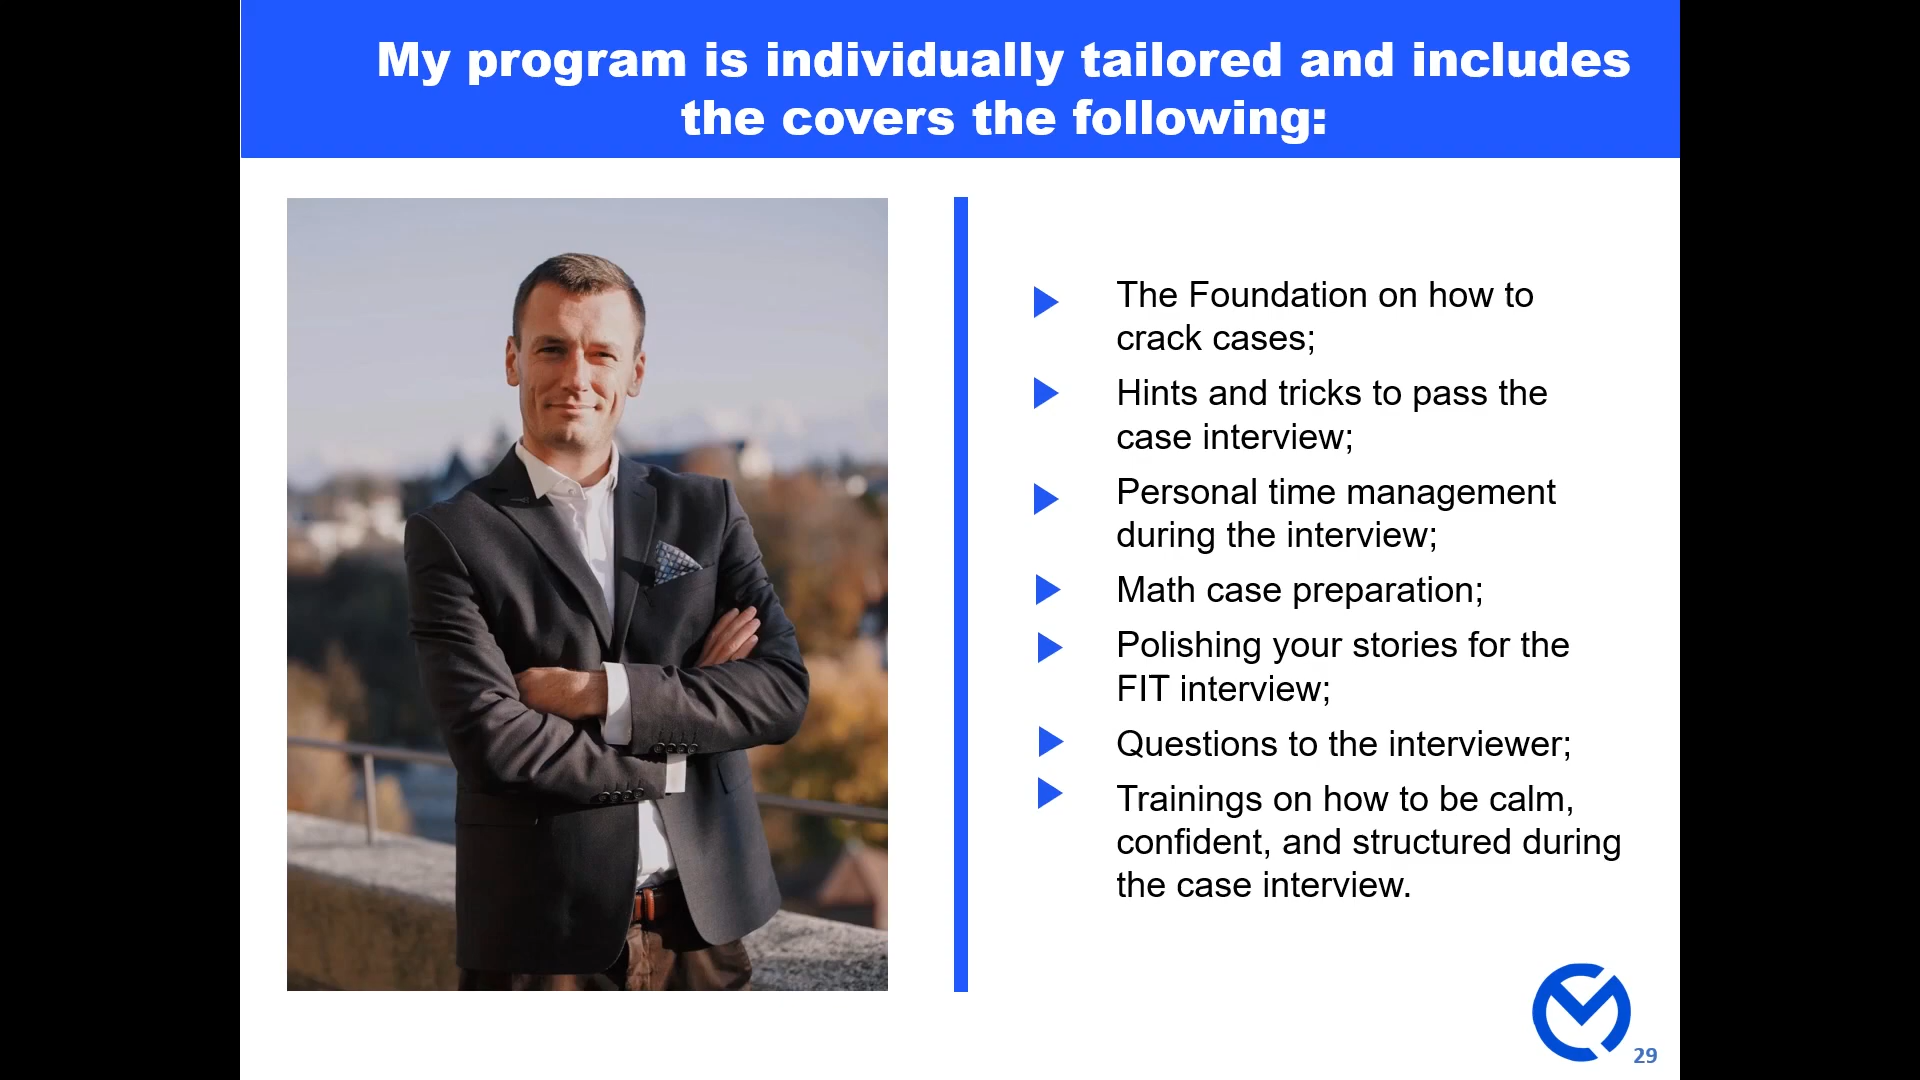 My program is individually tailored and includes
the covers the following:
The Foundation on how to
crack cases;
Hints and tricks to pass the
case interview;
Personal time management
during the interview;
Math case preparation;
Polishing your stories for the
FIT interview;
Questions to the interviewer;
Trainings on how to be calm,
confident, and structured during
the case interview.
29